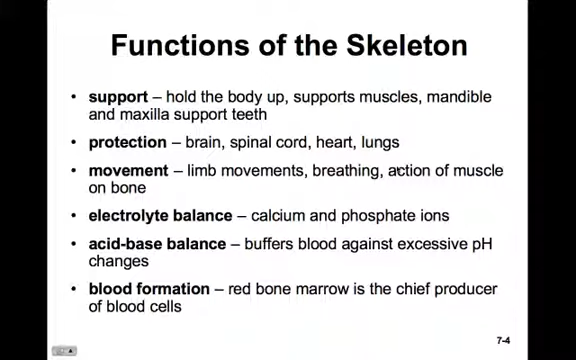 Functions of the Skeleton
• support – hold the body up, supports muscles, mandible
and maxilla support teeth
• protection – brain, spinal cord, heart, lungs
• movement – limb movements, breathing, action of muscle
on bone
• electrolyte balance – calcium and phosphate ions
• acid-base balance – buffers blood against excessive pH
changes
• blood formation – red bone marrow is the chief producer
of blood cells
7-4